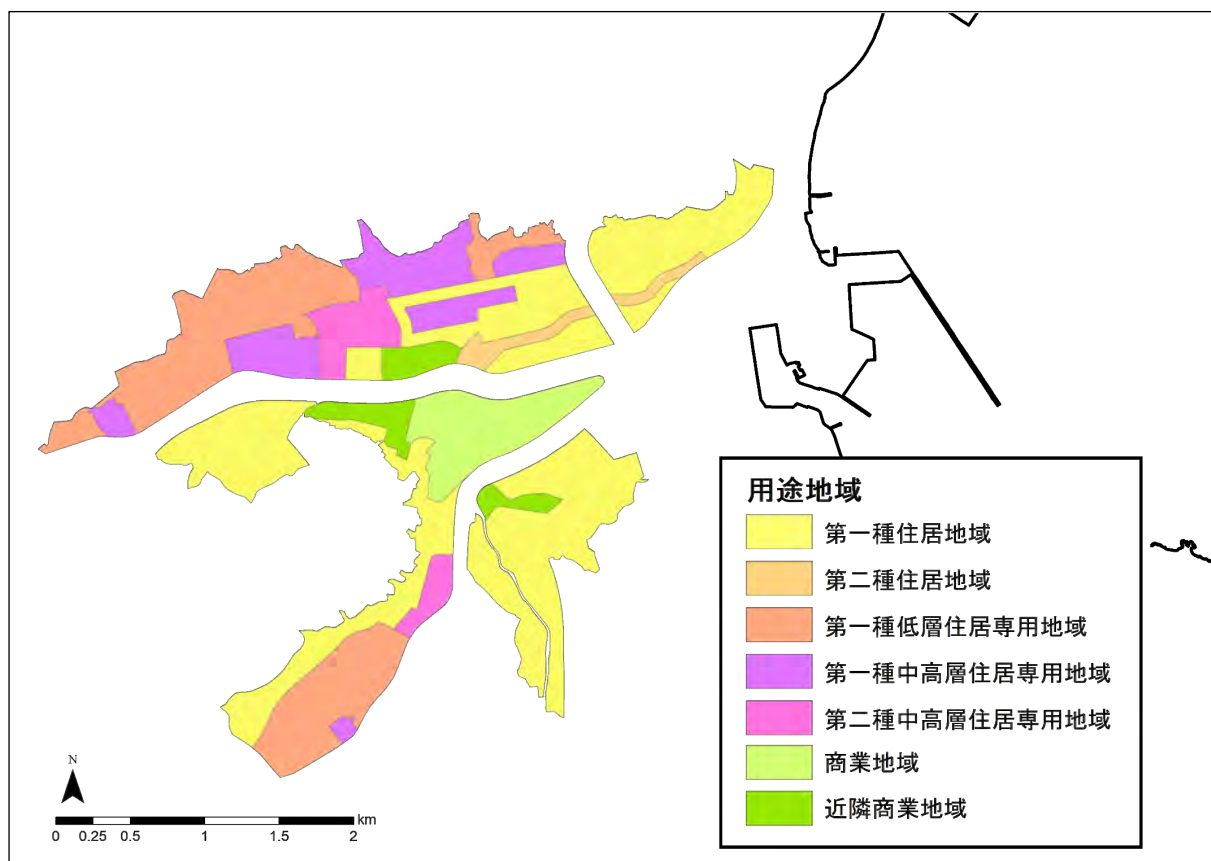 用途地域
第一種住居地域
第二種住居地域
第一種低層住居専用地域
第一種中高層住居専用地域
第二種中高層住居専用地域
商業地域
近隣商業地域
N
km
0 0.25 0.5 1 1.5 2